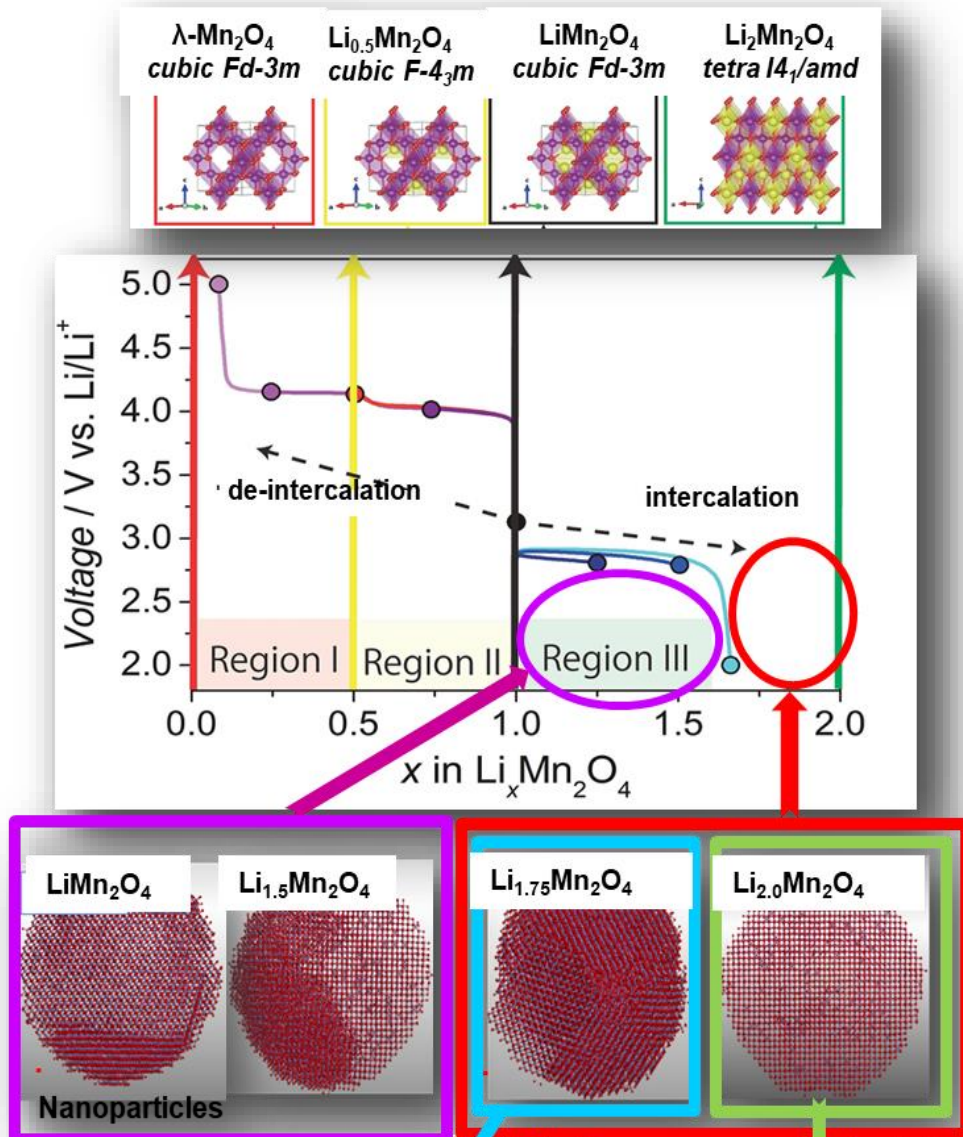 λ-Mn₂O₄
cubic Fd-3m
Li₀.₅Mn₂O₄
cubic F-4₃m
LiMn₂O₄
cubic Fd-3m
Li₂Mn₂O₄
tetra I4₁/amd
c
a
b
c
a
b
c
a
b
c
a
b
Voltage / V vs. Li/Li⁺
5.0
4.5
4.0
3.5
3.0
2.5
2.0
de-intercalation
intercalation
Region I
Region II
Region III
0.0
0.5
1.0
1.5
2.0
x in LiₓMn₂O₄
LiMn₂O₄
Li₁.₅Mn₂O₄
Li₁.₇₅Mn₂O₄
Li₂.₀Mn₂O₄
Nanoparticles